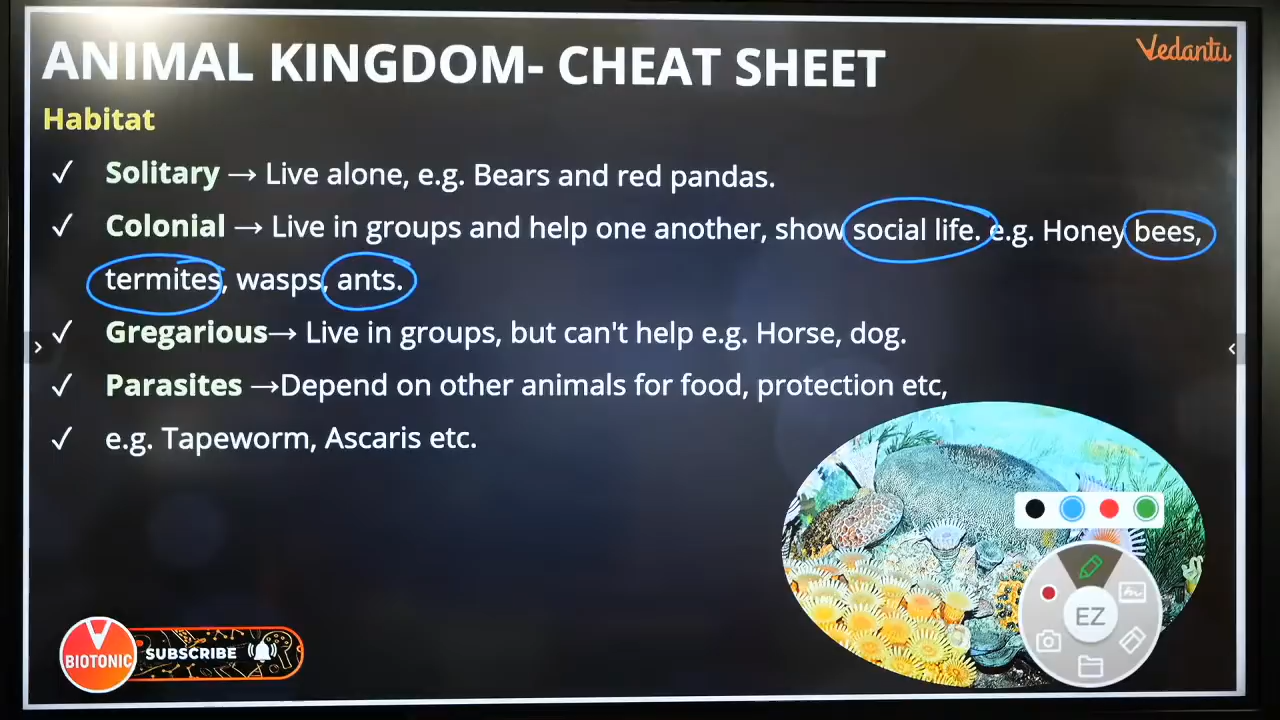 ANIMAL KINGDOM- CHEAT SHEET
Vedantu
Habitat
✓ Solitary → Live alone, e.g. Bears and red pandas.
✓ Colonial → Live in groups and help one another, show social life. e.g. Honey bees,
termites, wasps, ants.
✓ Gregarious→ Live in groups, but can't help e.g. Horse, dog.
✓ Parasites →Depend on other animals for food, protection etc,
✓ e.g. Tapeworm, Ascaris etc.
EZ
V BIOTONIC
SUBSCRIBE